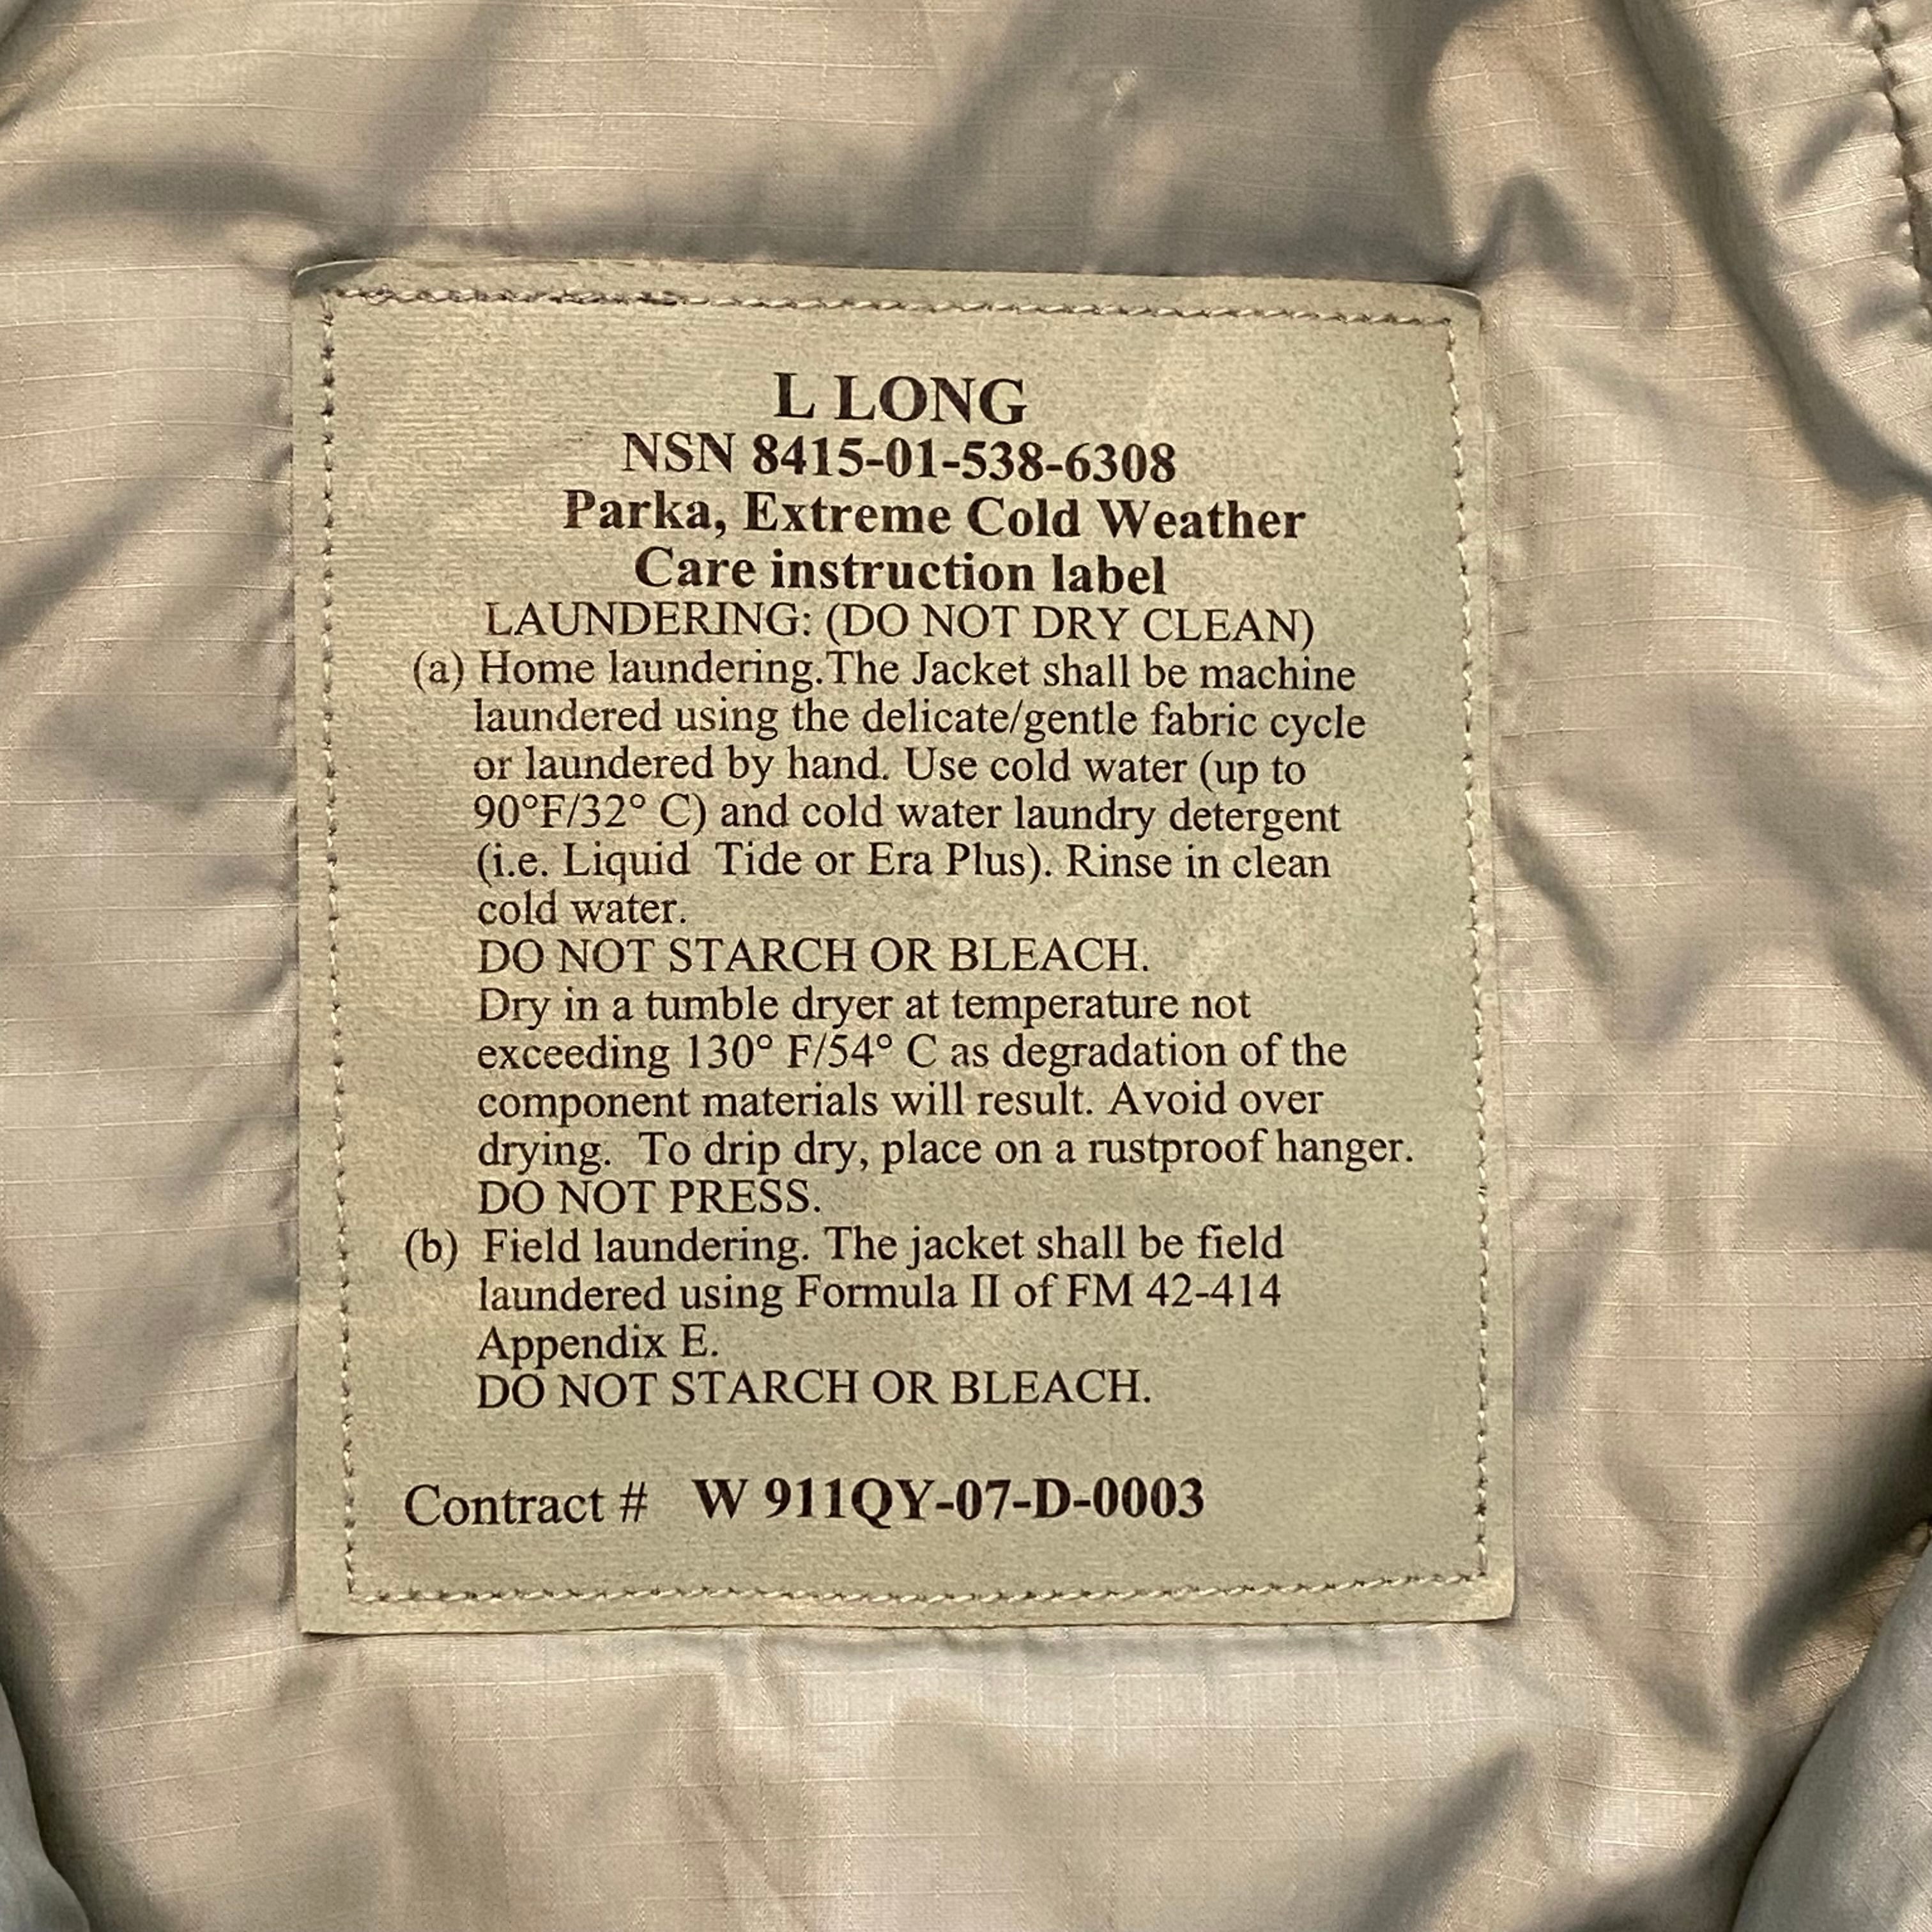 L LONG
NSN 8415-01-538-6308
Parka, Extreme Cold Weather
Care instruction label
LAUNDERING: (DO NOT DRY CLEAN)
(a) Home laundering.The Jacket shall be machine
laundered using the delicate/gentle fabric cycle
or laundered by hand. Use cold water (up to
90°F/32° C) and cold water laundry detergent
(i.e. Liquid  Tide or Era Plus). Rinse in clean
cold water.
DO NOT STARCH OR BLEACH.
Dry in a tumble dryer at temperature not
exceeding 130° F/54° C as degradation of the
component materials will result. Avoid over
drying.  To drip dry, place on a rustproof hanger.
DO NOT PRESS.
(b)  Field laundering. The jacket shall be field
laundered using Formula II of FM 42-414
Appendix E.
DO NOT STARCH OR BLEACH.
Contract #   W 911QY-07-D-0003